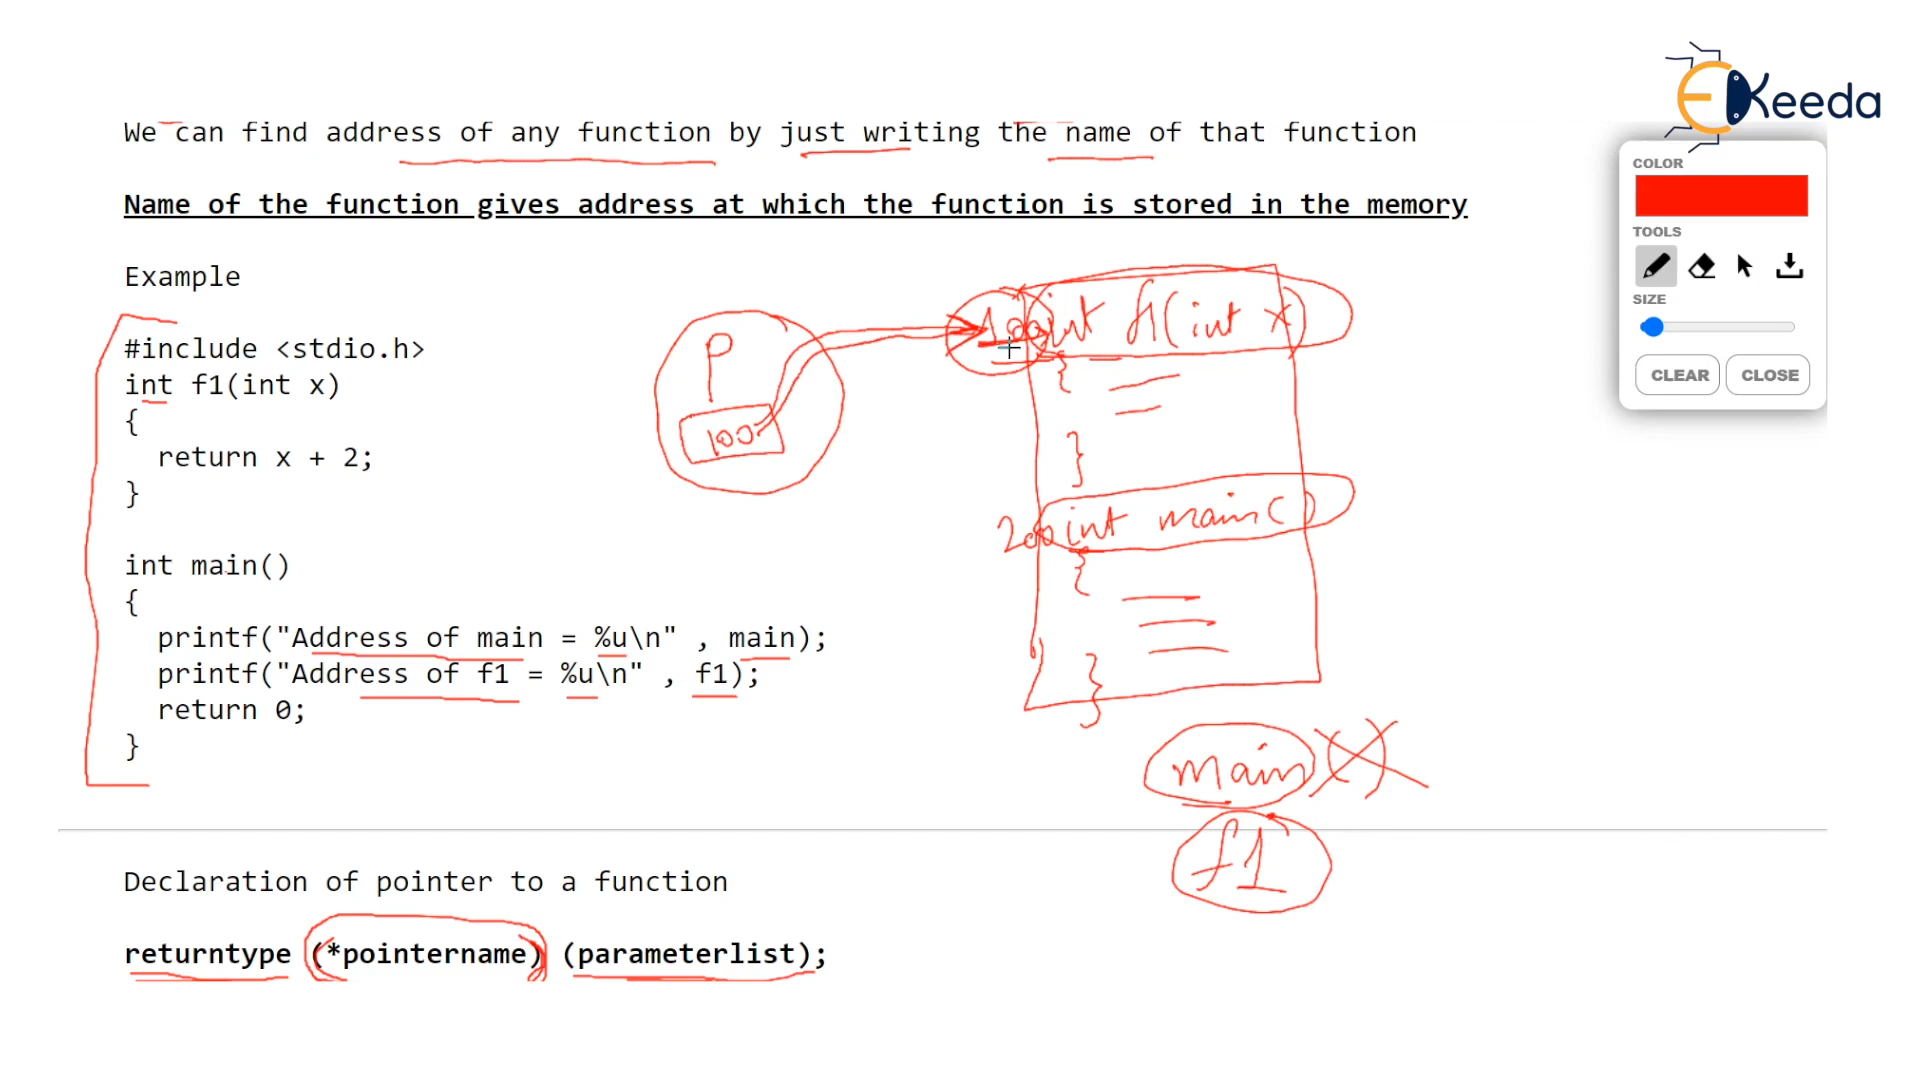 EKeeda
We can find address of any function by just writing the name of that function
COLOR
Name of the function gives address at which the function is stored in the memory
TOOLS
Example
SIZE
#include <stdio.h>
int f1(int x)
{
return x + 2;
}
CLEAR CLOSE
P
100
100 int f1(int x)
{
}
200 int main()
{
}
int main()
{
printf("Address of main = %u\n" , main);
printf("Address of f1 = %u\n" , f1);
return 0;
}
main()
f1
Declaration of pointer to a function
returntype (*pointername) (parameterlist);